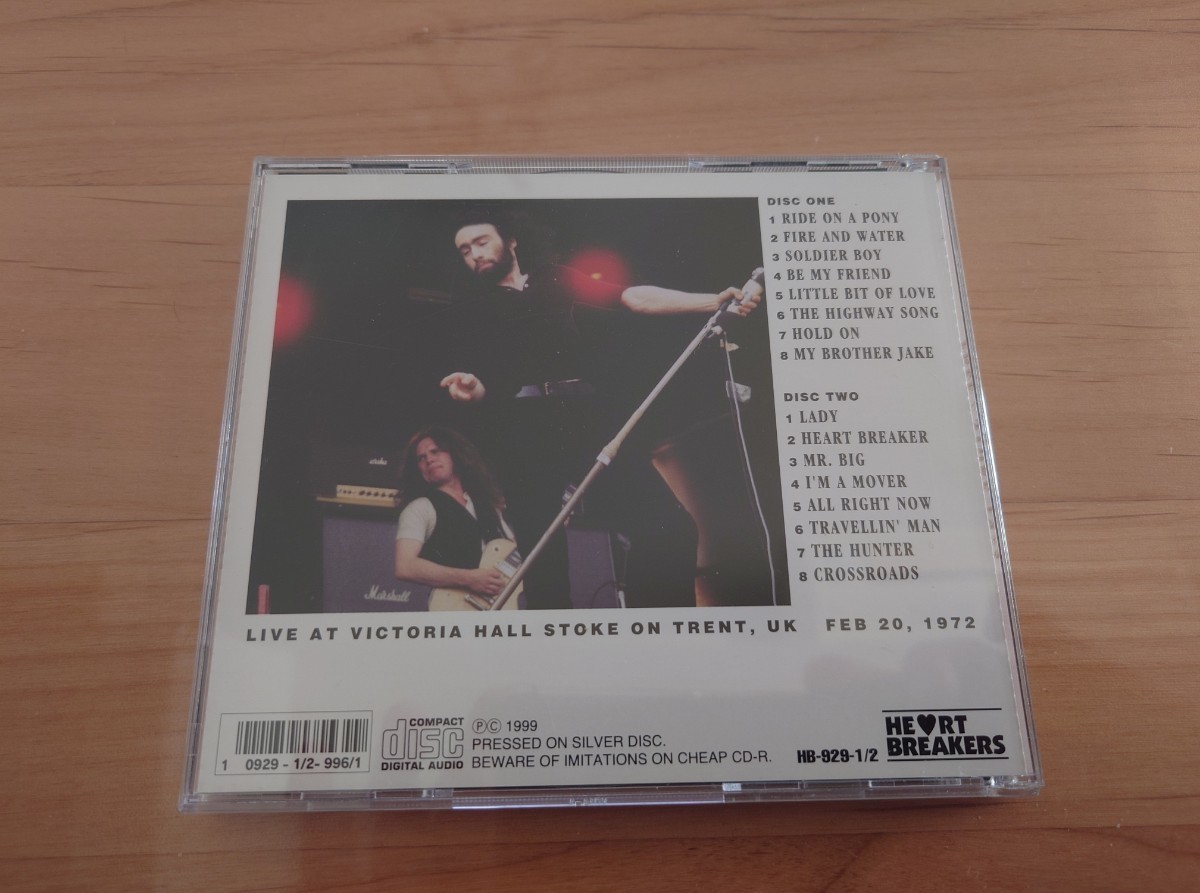 DISC ONE
1 RIDE ON A PONY
2 FIRE AND WATER
3 SOLDIER BOY
4 BE MY FRIEND
5 LITTLE BIT OF LOVE
6 THE HIGHWAY SONG
7 HOLD ON
8 MY BROTHER JAKE
DISC TWO
1 LADY
2 HEART BREAKER
3 MR. BIG
4 I'M A MOVER
5 ALL RIGHT NOW
6 TRAVELLIN' MAN
7 THE HUNTER
8 CROSSROADS
Marshall
LIVE AT VICTORIA HALL STOKE ON TRENT, UK FEB 20, 1972
1 0929 - 1/2- 996/1
COMPACT
disc
DIGITAL AUDIO
ⓅⒸ 1999
PRESSED ON SILVER DISC.
BEWARE OF IMITATIONS ON CHEAP CD-R.
HB-929-1/2
HE♥RT
BREAKERS